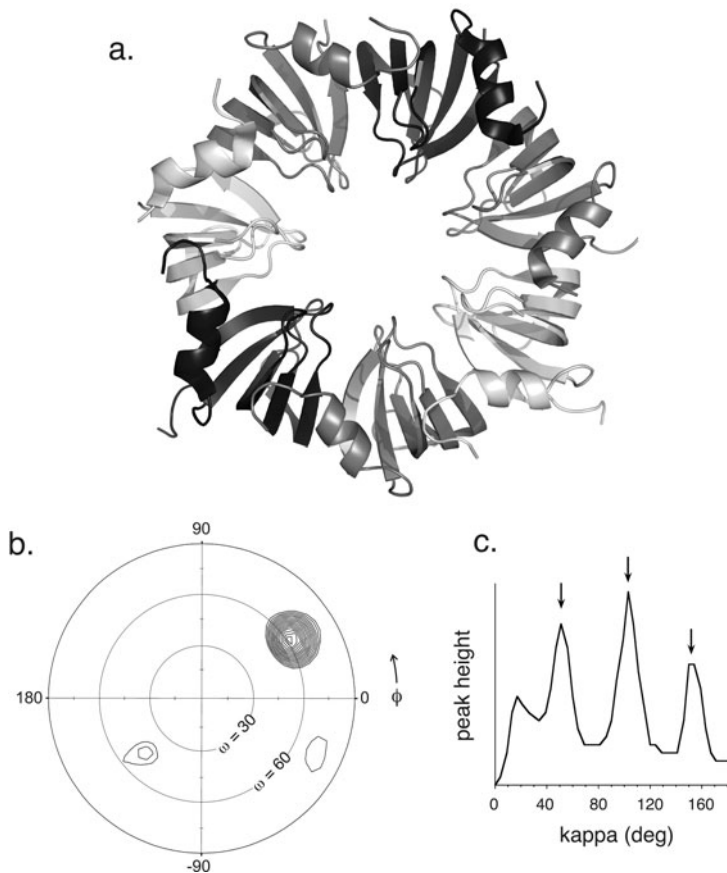 a.
b.
90
180
0
ϕ
ω = 30
ω = 60
-90
c.
peak height
0 40 80 120 160
kappa (deg)